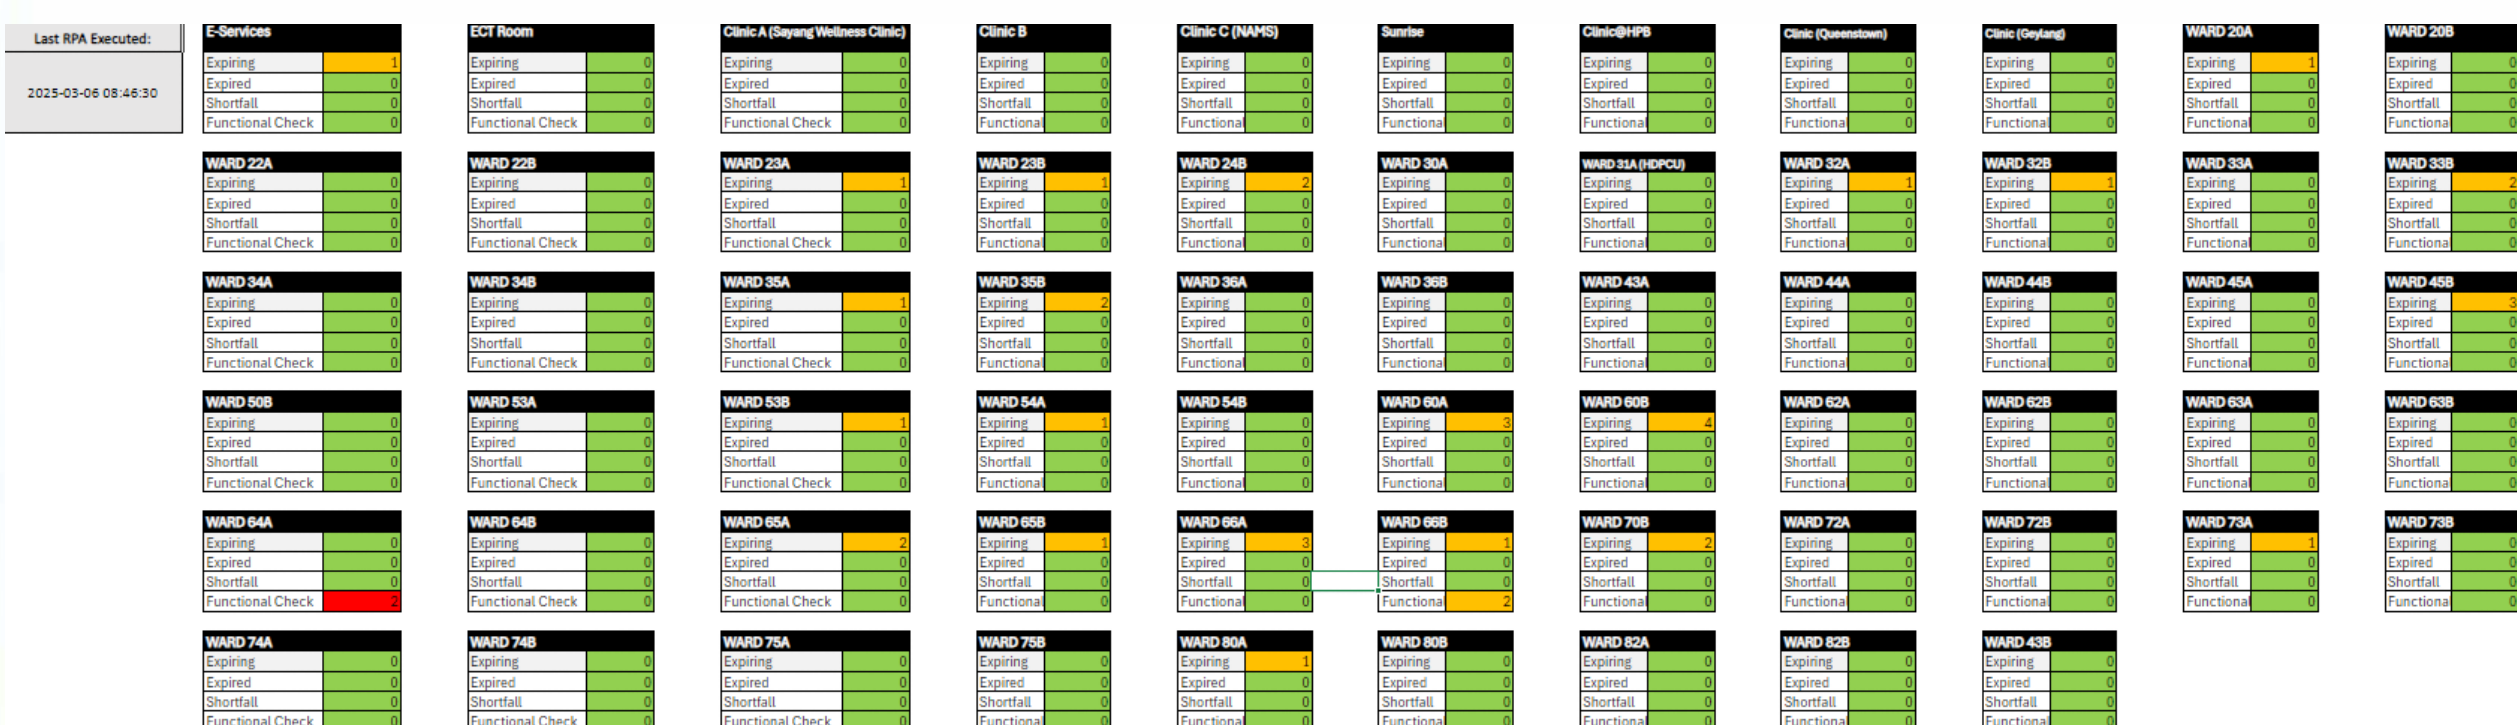 Last RPA Executed:
2025-03-06 08:46:30
E-Services ECT Room Clinic A (Sayang Wellness Clinic) Clinic B Clinic C (NAMS) Sunrise Clinic@HPB Clinic (Queenstown) Clinic (Geylang) WARD 20A WARD 20B
Expiring 1 Expiring 0 Expiring 0 Expiring 0 Expiring 0 Expiring 0 Expiring 0 Expiring 0 Expiring 0 Expiring 1 Expiring 0
Expired 0 Expired 0 Expired 0 Expired 0 Expired 0 Expired 0 Expired 0 Expired 0 Expired 0 Expired 0 Expired 0
Shortfall 0 Shortfall 0 Shortfall 0 Shortfall 0 Shortfall 0 Shortfall 0 Shortfall 0 Shortfall 0 Shortfall 0 Shortfall 0 Shortfall 0
Functional Check 0 Functional Check 0 Functional Check 0 Functional 0 Functional 0 Functional 0 Functional 0 Functional 0 Functional 0 Functional 0 Functiona 0
WARD 22A WARD 22B WARD 23A WARD 23B WARD 24B WARD 30A WARD 31A (HDPCU) WARD 32A WARD 32B WARD 33A WARD 33B
Expiring 0 Expiring 0 Expiring 1 Expiring 1 Expiring 2 Expiring 0 Expiring 0 Expiring 1 Expiring 1 Expiring 0 Expiring 2
Expired 0 Expired 0 Expired 0 Expired 0 Expired 0 Expired 0 Expired 0 Expired 0 Expired 0 Expired 0 Expired 0
Shortfall 0 Shortfall 0 Shortfall 0 Shortfall 0 Shortfall 0 Shortfall 0 Shortfall 0 Shortfall 0 Shortfall 0 Shortfall 0 Shortfall 0
Functional Check 0 Functional Check 0 Functional Check 0 Functional 0 Functional 0 Functional 0 Functional 0 Functional 0 Functional 0 Functional 0 Functiona 0
WARD 34A WARD 34B WARD 35A WARD 35B WARD 36A WARD 36B WARD 43A WARD 44A WARD 44B WARD 45A WARD 45B
Expiring 0 Expiring 0 Expiring 1 Expiring 2 Expiring 0 Expiring 0 Expiring 0 Expiring 0 Expiring 0 Expiring 0 Expiring 3
Expired 0 Expired 0 Expired 0 Expired 0 Expired 0 Expired 0 Expired 0 Expired 0 Expired 0 Expired 0 Expired 0
Shortfall 0 Shortfall 0 Shortfall 0 Shortfall 0 Shortfall 0 Shortfall 0 Shortfall 0 Shortfall 0 Shortfall 0 Shortfall 0 Shortfall 0
Functional Check 0 Functional Check 0 Functional Check 0 Functional 0 Functional 0 Functional 0 Functional 0 Functional 0 Functional 0 Functional 0 Functiona 0
WARD 50B WARD 53A WARD 53B WARD 54A WARD 54B WARD 60A WARD 60B WARD 62A WARD 62B WARD 63A WARD 63B
Expiring 0 Expiring 0 Expiring 1 Expiring 1 Expiring 0 Expiring 3 Expiring 4 Expiring 0 Expiring 0 Expiring 0 Expiring 0
Expired 0 Expired 0 Expired 0 Expired 0 Expired 0 Expired 0 Expired 0 Expired 0 Expired 0 Expired 0 Expired 0
Shortfall 0 Shortfall 0 Shortfall 0 Shortfall 0 Shortfall 0 Shortfall 0 Shortfall 0 Shortfall 0 Shortfall 0 Shortfall 0 Shortfall 0
Functional Check 0 Functional Check 0 Functional Check 0 Functional 0 Functional 0 Functional 0 Functional 0 Functional 0 Functional 0 Functional 0 Functiona 0
WARD 64A WARD 64B WARD 65A WARD 65B WARD 66A WARD 66B WARD 70B WARD 72A WARD 72B WARD 73A WARD 73B
Expiring 0 Expiring 0 Expiring 2 Expiring 1 Expiring 3 Expiring 1 Expiring 2 Expiring 0 Expiring 0 Expiring 1 Expiring 0
Expired 0 Expired 0 Expired 0 Expired 0 Expired 0 Expired 0 Expired 0 Expired 0 Expired 0 Expired 0 Expired 0
Shortfall 0 Shortfall 0 Shortfall 0 Shortfall 0 Shortfall 0 Shortfall 0 Shortfall 0 Shortfall 0 Shortfall 0 Shortfall 0 Shortfall 0
Functional Check 2 Functional Check 0 Functional Check 0 Functional 0 Functional 0 Functional 2 Functional 0 Functional 0 Functional 0 Functional 0 Functiona 0
WARD 74A WARD 74B WARD 75A WARD 75B WARD 80A WARD 80B WARD 82A WARD 82B WARD 43B
Expiring 0 Expiring 0 Expiring 0 Expiring 0 Expiring 1 Expiring 0 Expiring 0 Expiring 0 Expiring 0
Expired 0 Expired 0 Expired 0 Expired 0 Expired 0 Expired 0 Expired 0 Expired 0 Expired 0
Shortfall 0 Shortfall 0 Shortfall 0 Shortfall 0 Shortfall 0 Shortfall 0 Shortfall 0 Shortfall 0 Shortfall 0
Functional Check 0 Functional Check 0 Functional Check 0 Functional 0 Functional 0 Functional 0 Functional 0 Functional 0 Functional 0